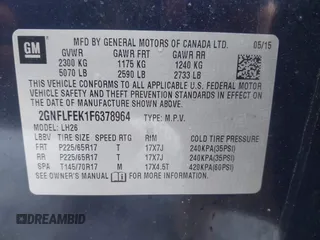 GM
MFD BY GENERAL MOTORS OF CANADA LTD.
05/15
GVWR GAWR FRT GAWR RR
2300 KG 1175 KG 1240 KG
5070 LB 2590 LB 2733 LB
THIS VEHICLE CONFORMS TO ALL APPLICABLE U.S. FEDERAL MOTOR VEHICLE SAFETY, BUMPER, AND THEFT PREVENTION STANDARDS IN EFFECT ON THE DATE OF MANUFACTURE SHOWN ABOVE.
2GNFLFEK1F6378964 TYPE: M.P.V.
MODEL: LH26
TIRE SIZE SPEED RTG RIM COLD TIRE PRESSURE
FRT P225/65R17 T 17X7J 240KPA(35PSI)
RR P225/65R17 T 17X7J 240KPA(35PSI)
SPA T145/70R17 M 17X4.5T 420KPA(60PSI)
SEE OWNER'S MANUAL FOR ADDITIONAL INFORMATION.
DREAMBID